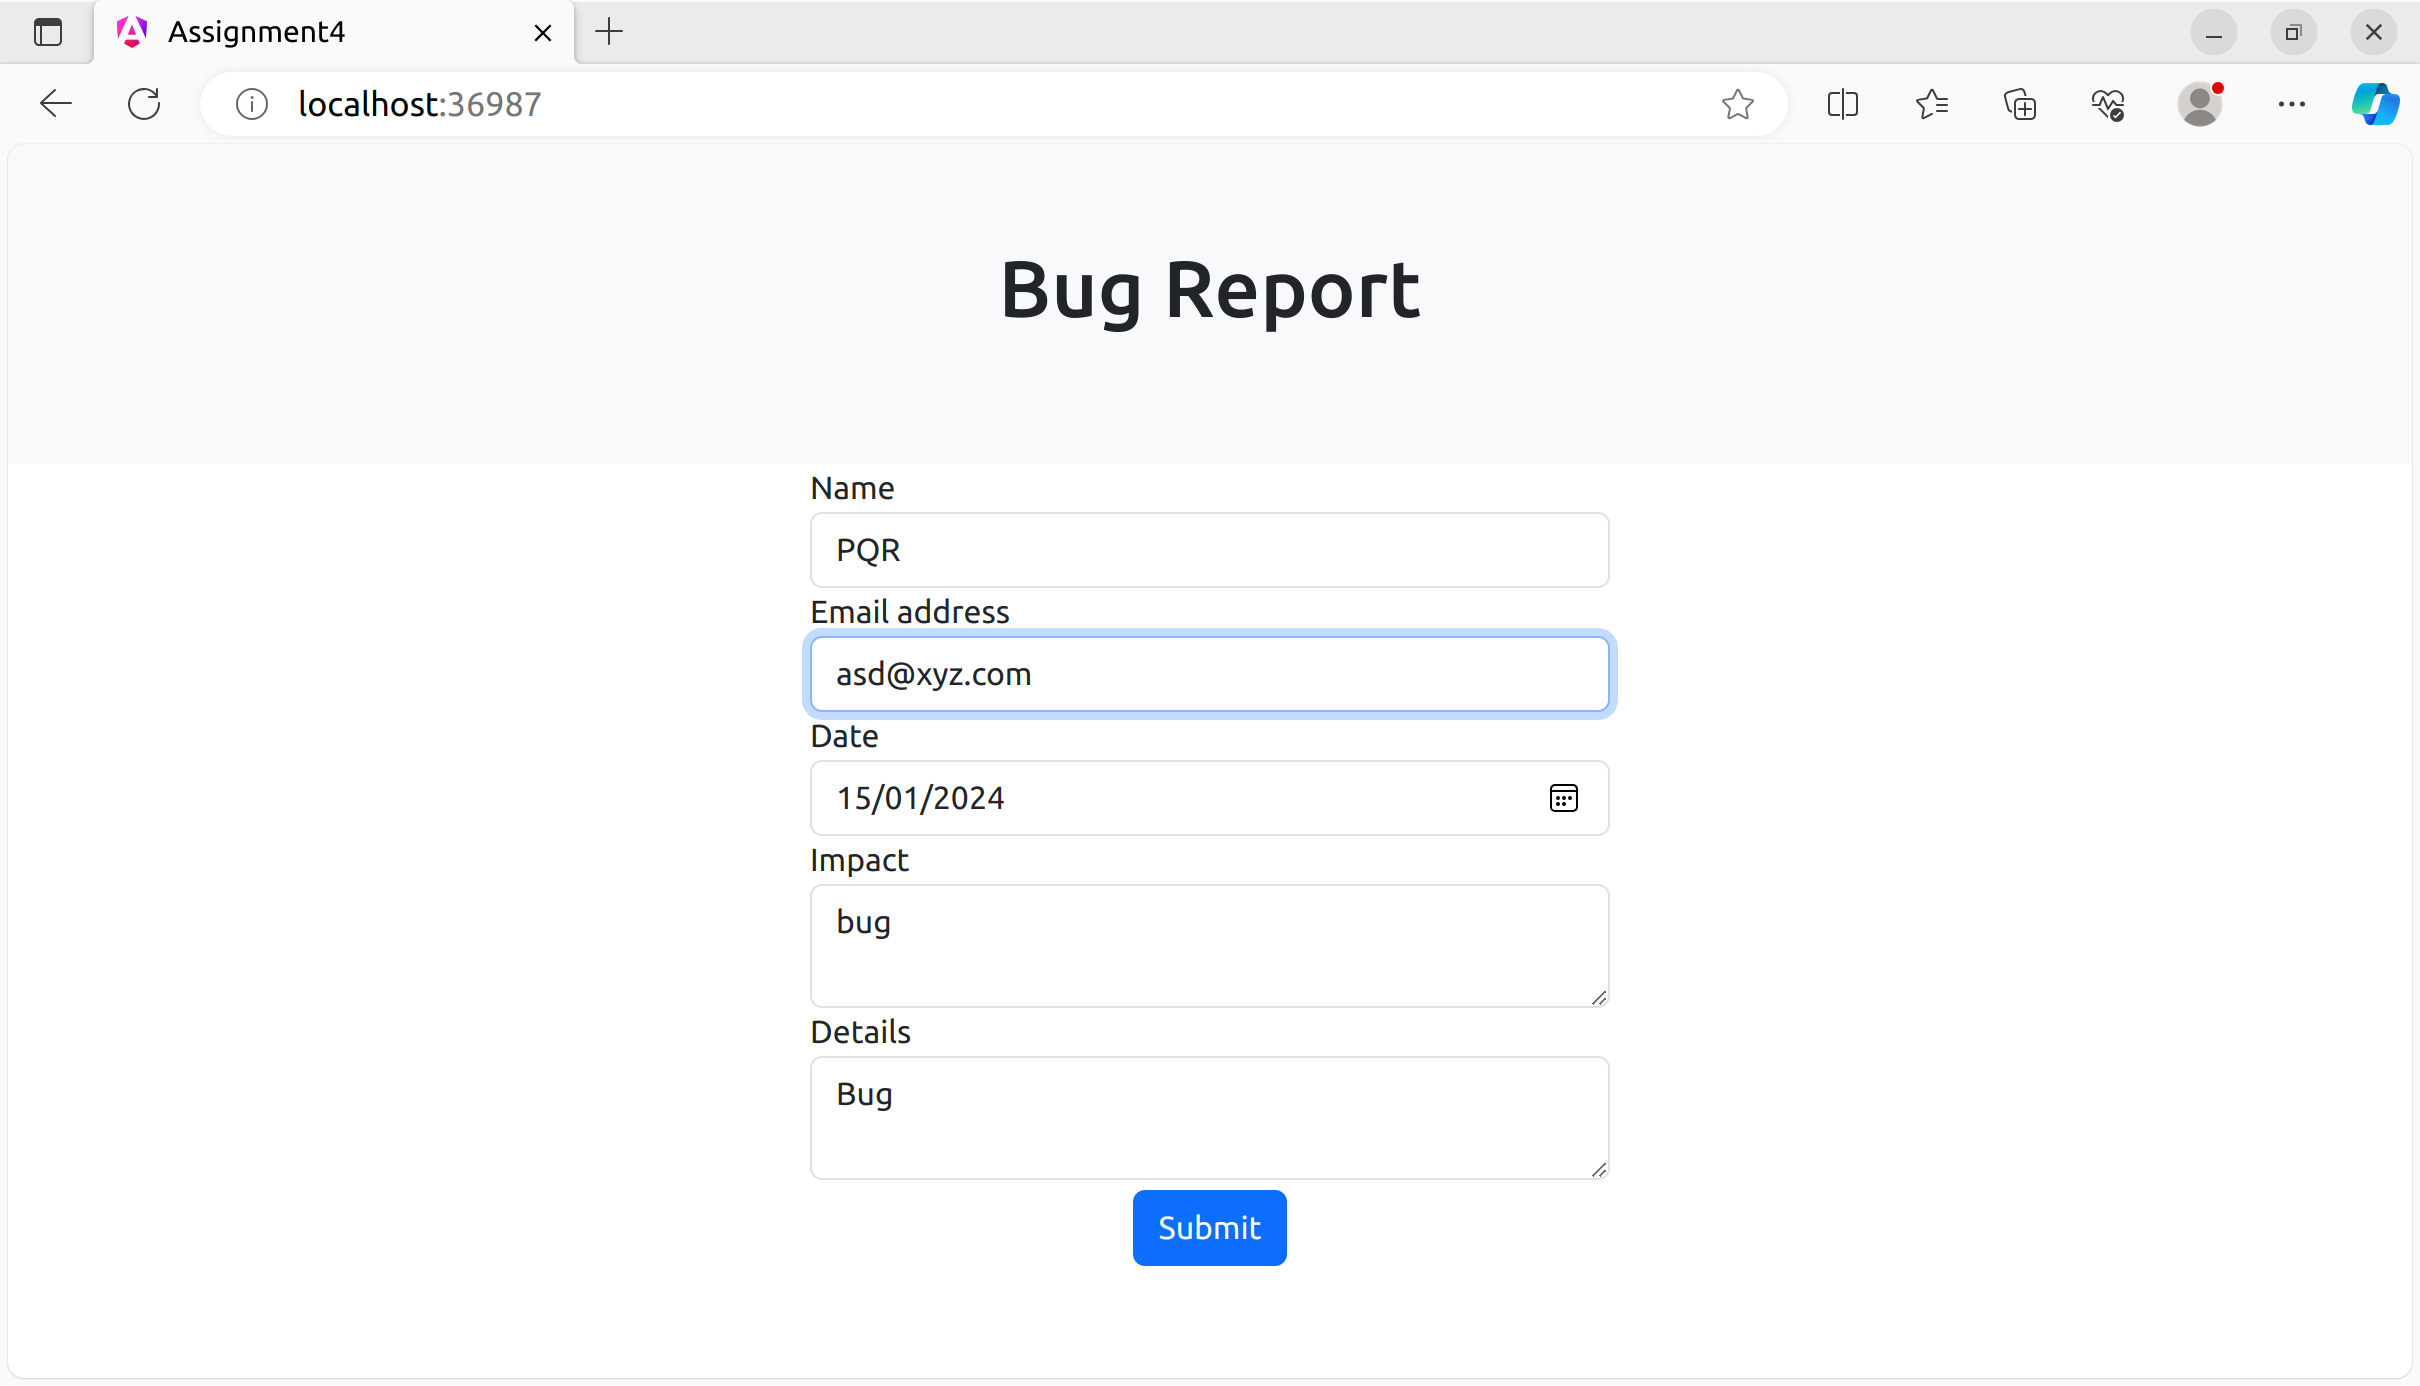 Assignment4
localhost:36987
Bug Report
Name
PQR
Email address
asd@xyz.com
Date
15/01/2024
Impact
bug
Details
Bug
Submit